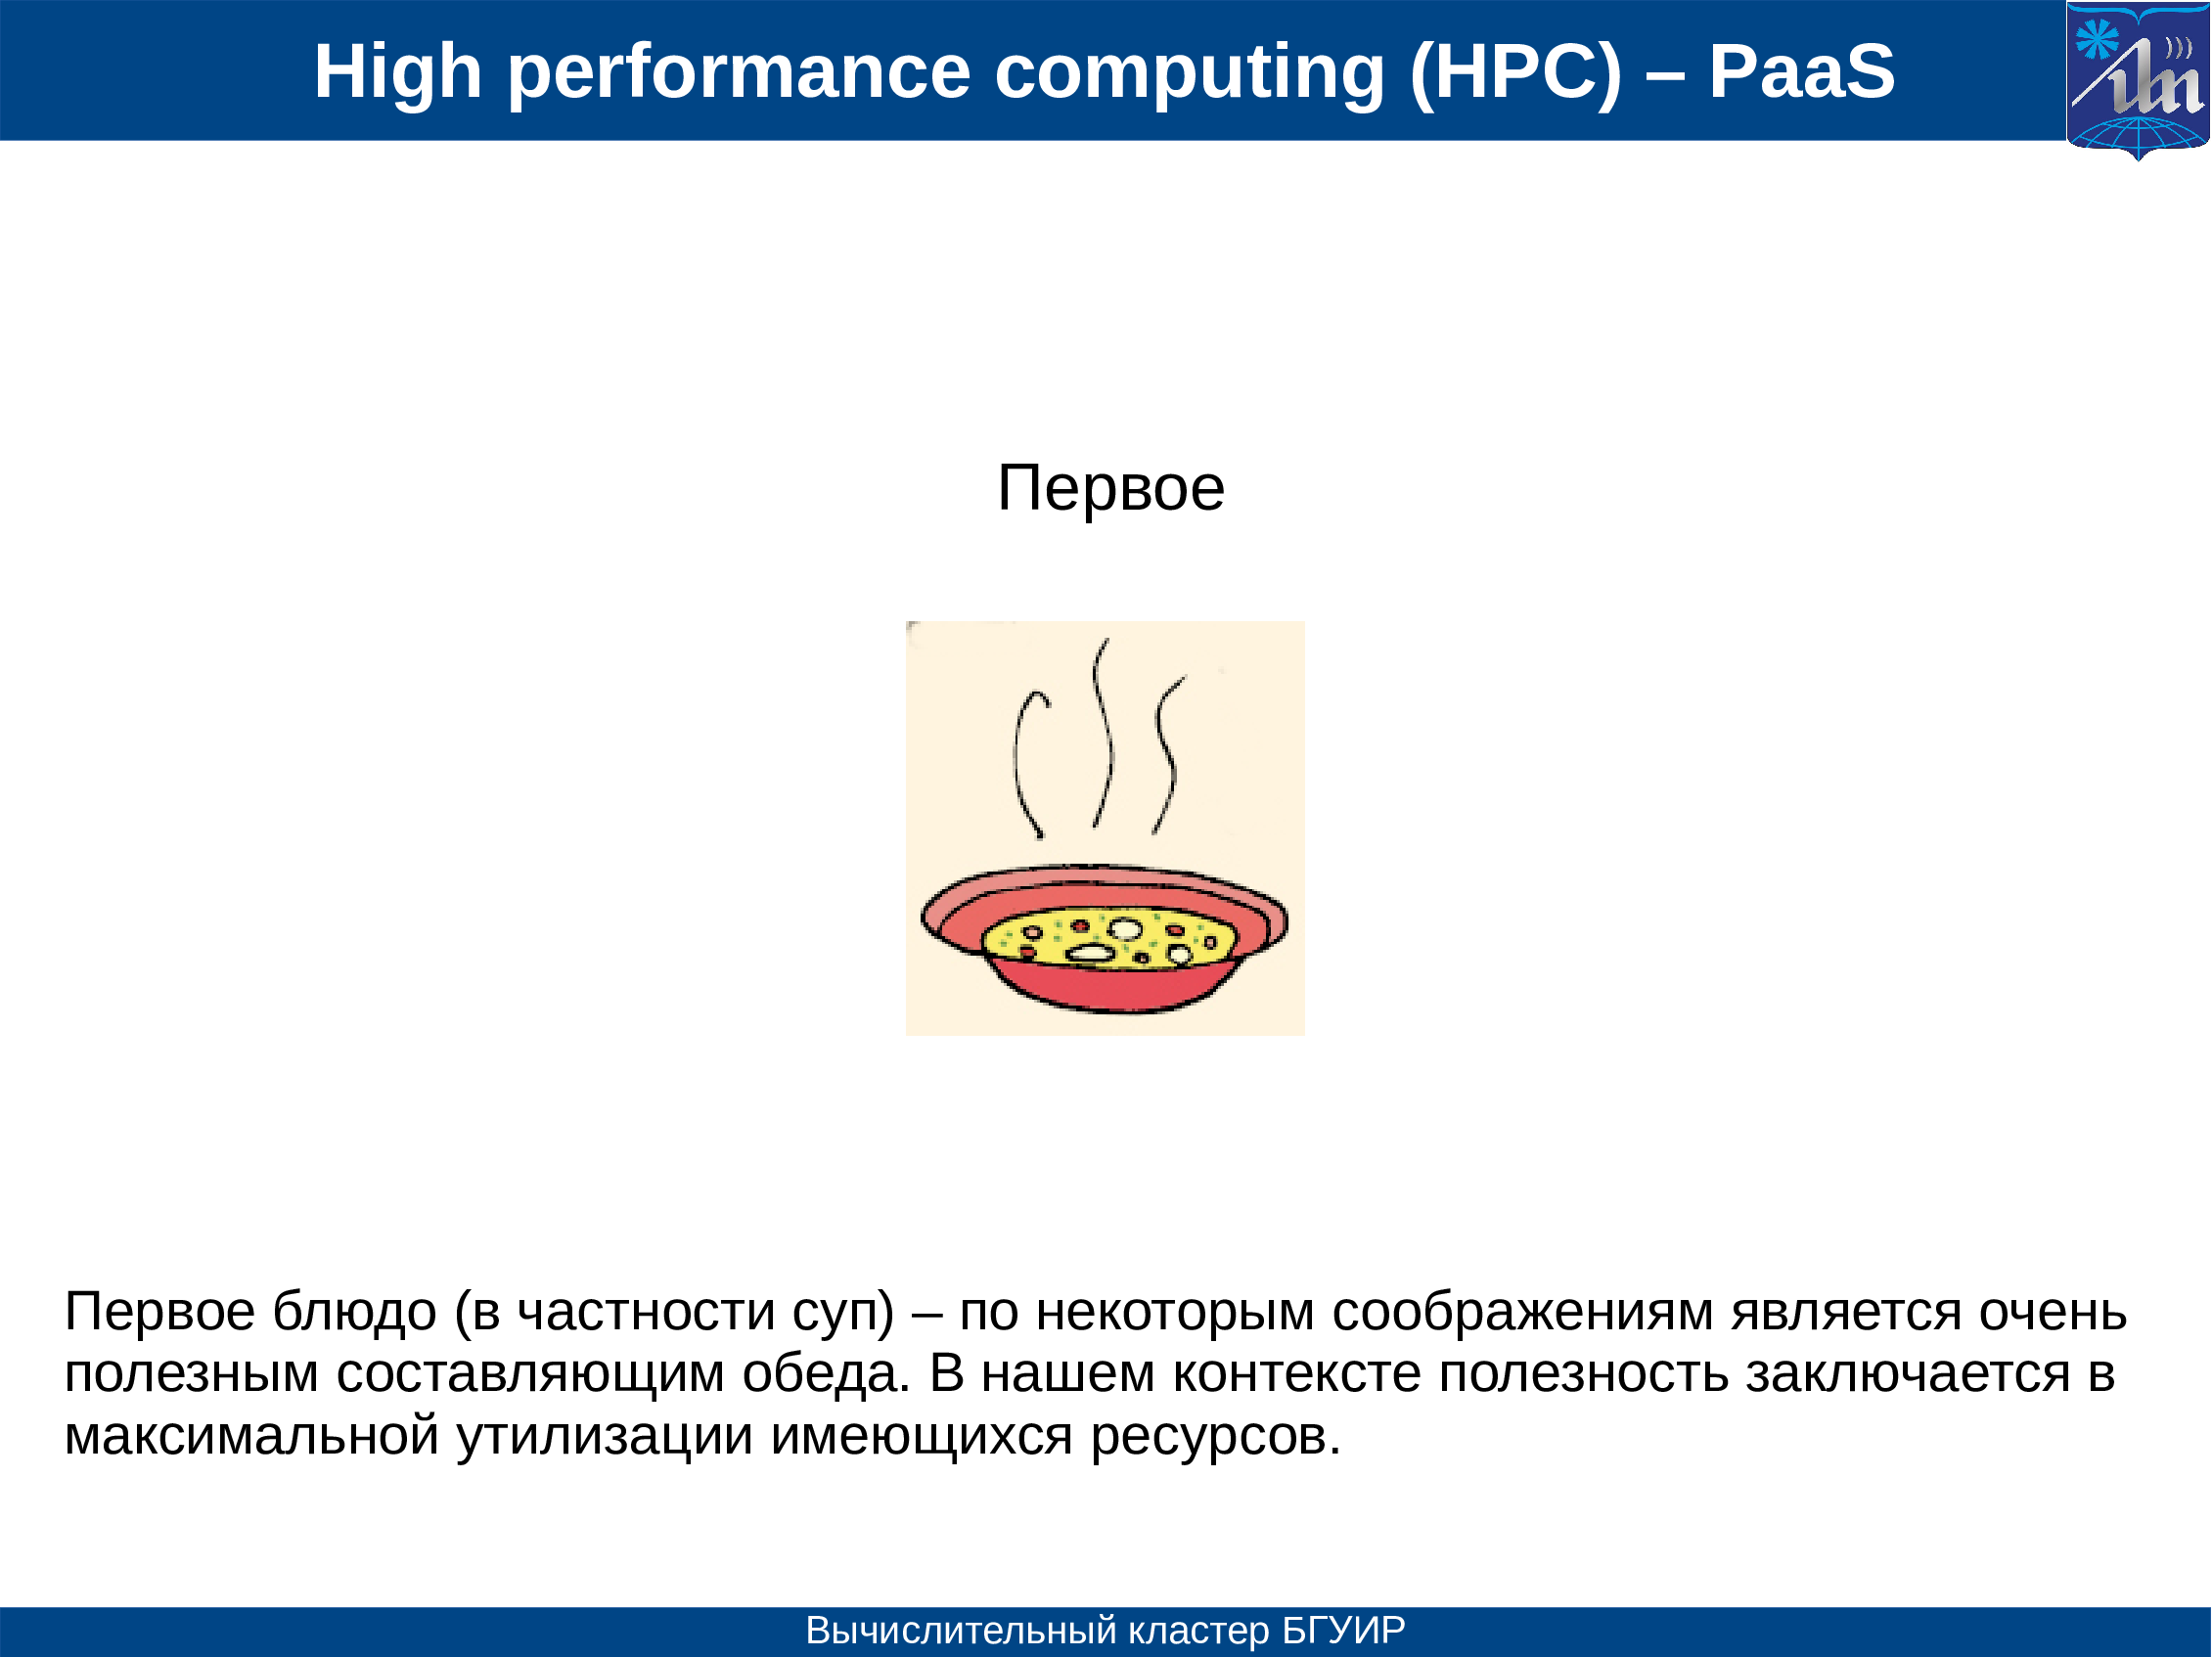 High performance computing (HPC) – PaaS
Первое
Первое блюдо (в частности суп) – по некоторым соображениям является очень
полезным составляющим обеда. В нашем контексте полезность заключается в
максимальной утилизации имеющихся ресурсов.
Вычислительный кластер БГУИР